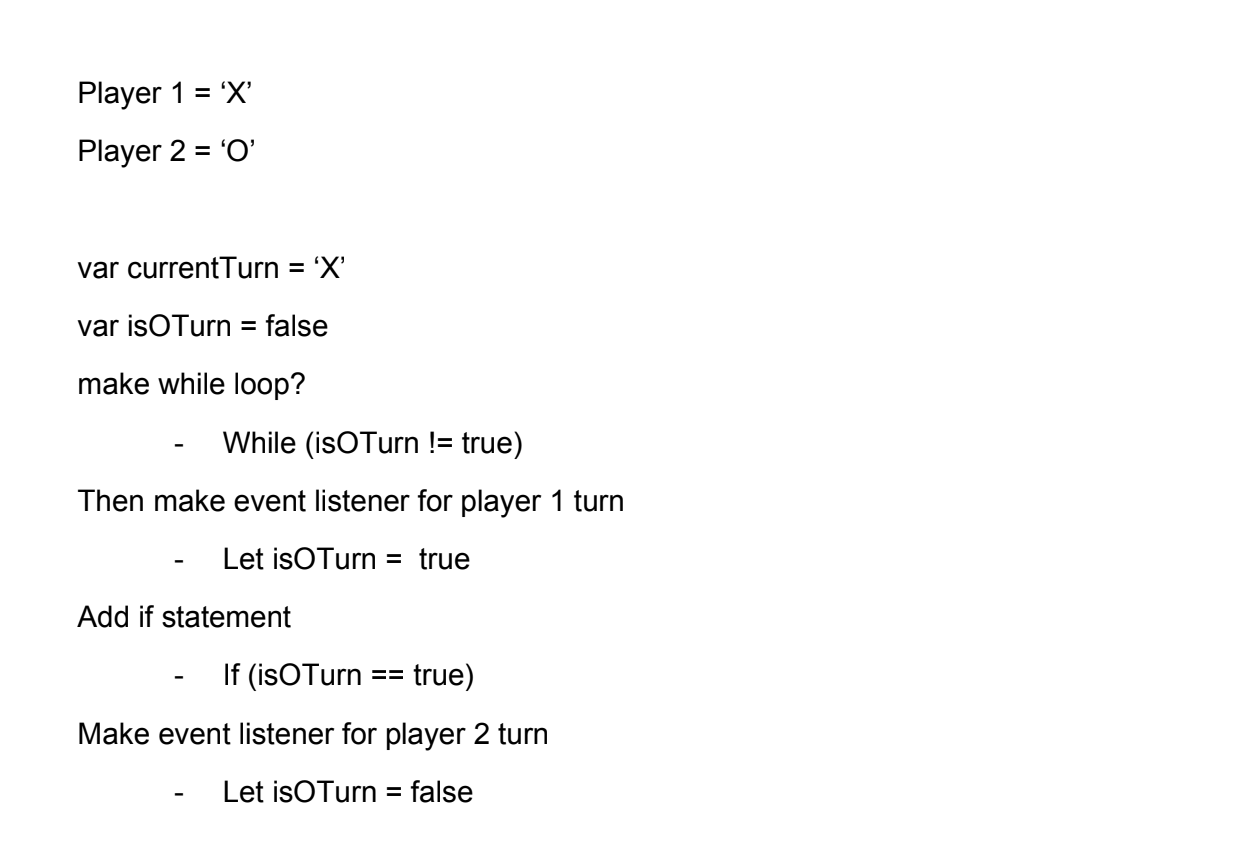 Player 1 = ‘X’
Player 2 = ‘O’
var currentTurn = ‘X’
var isOTurn = false
make while loop?
- While (isOTurn != true)
Then make event listener for player 1 turn
- Let isOTurn =  true
Add if statement
- If (isOTurn == true)
Make event listener for player 2 turn
- Let isOTurn = false